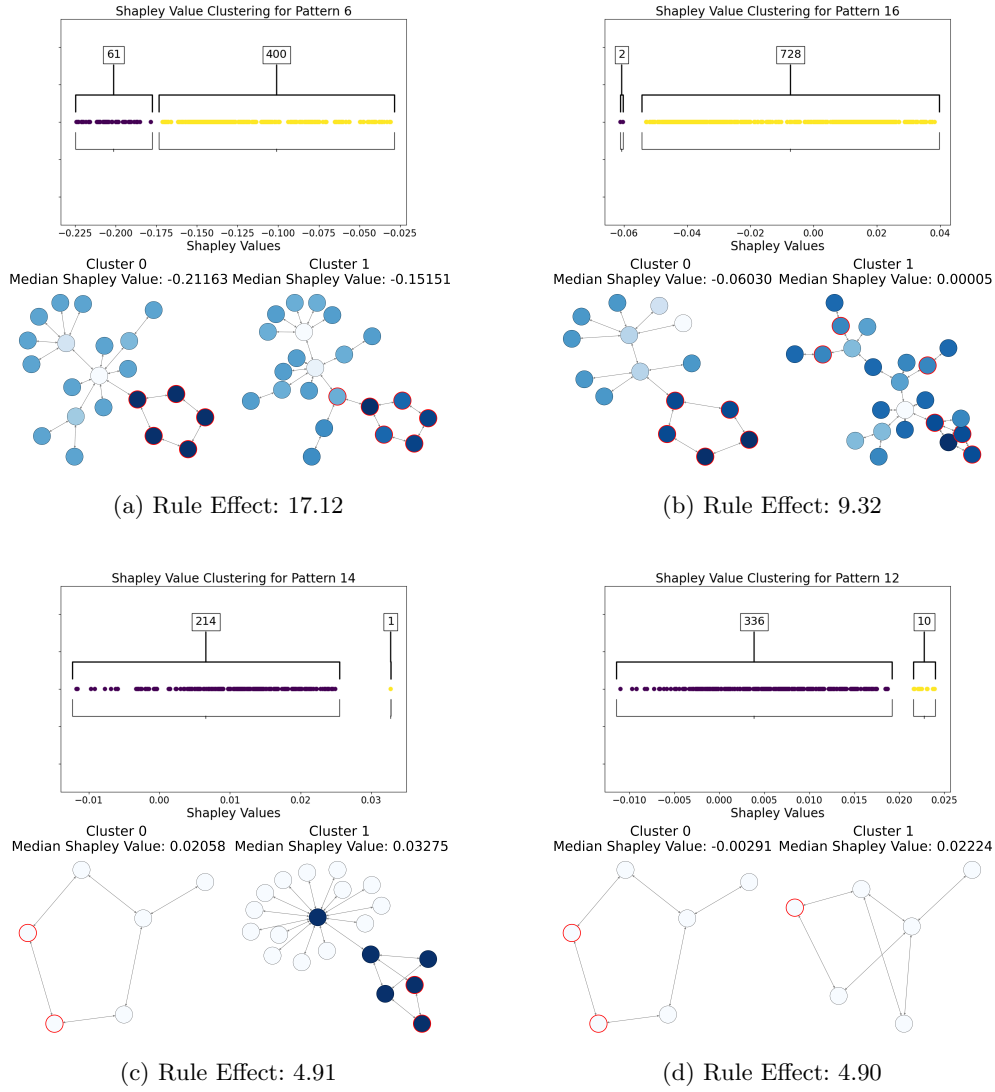 Shapley Value Clustering for Pattern 6
61
400
−0.225 −0.200 −0.175 −0.150 −0.125 −0.100 −0.075 −0.050 −0.025
Shapley Values
Cluster 0
Median Shapley Value: -0.21163
Cluster 1
Median Shapley Value: -0.15151
(a) Rule Effect: 17.12
Shapley Value Clustering for Pattern 16
2
728
−0.06 −0.04 −0.02 0.00 0.02 0.04
Shapley Values
Cluster 0
Median Shapley Value: -0.06030
Cluster 1
Median Shapley Value: 0.00005
(b) Rule Effect: 9.32
Shapley Value Clustering for Pattern 14
214
1
−0.01 0.00 0.01 0.02 0.03
Shapley Values
Cluster 0
Median Shapley Value: 0.02058
Cluster 1
Median Shapley Value: 0.03275
(c) Rule Effect: 4.91
Shapley Value Clustering for Pattern 12
336
10
−0.010 −0.005 0.000 0.005 0.010 0.015 0.020 0.025
Shapley Values
Cluster 0
Median Shapley Value: -0.00291
Cluster 1
Median Shapley Value: 0.02224
(d) Rule Effect: 4.90